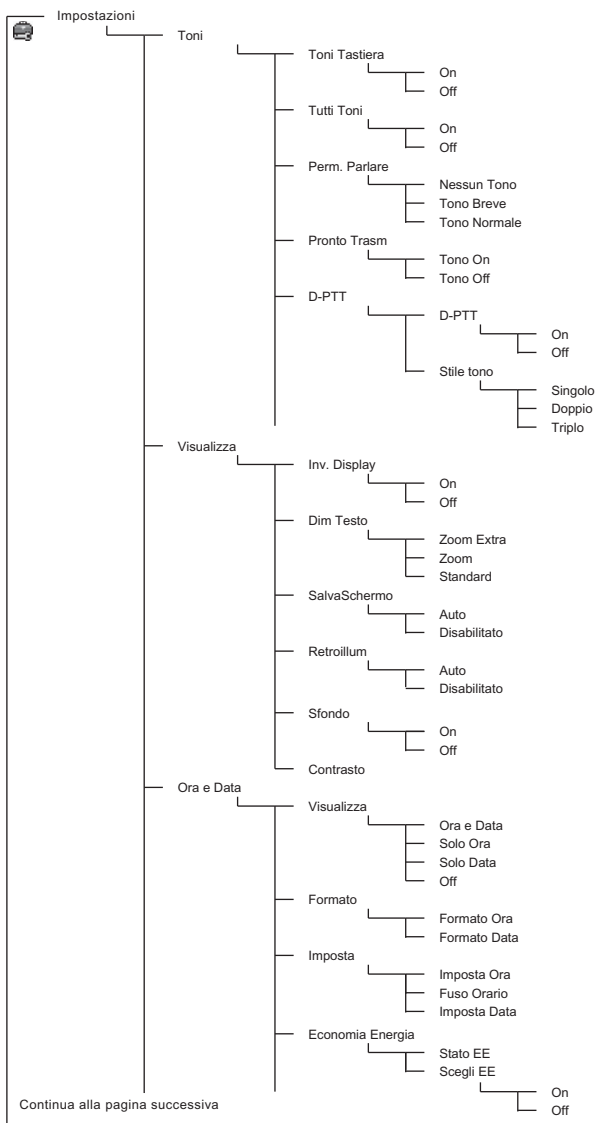 Impostazioni
Toni
Toni Tastiera
On
Off
Tutti Toni
On
Off
Perm. Parlare
Nessun Tono
Tono Breve
Tono Normale
Pronto Trasm
Tono On
Tono Off
D-PTT
D-PTT
On
Off
Stile tono
Singolo
Doppio
Triplo
Visualizza
Inv. Display
On
Off
Dim Testo
Zoom Extra
Zoom
Standard
SalvaSchermo
Auto
Disabilitato
Retroillum
Auto
Disabilitato
Sfondo
On
Off
Contrasto
Ora e Data
Visualizza
Ora e Data
Solo Ora
Solo Data
Off
Formato
Formato Ora
Formato Data
Imposta
Imposta Ora
Fuso Orario
Imposta Data
Economia Energia
Stato EE
Scegli EE
On
Off
Continua alla pagina successiva